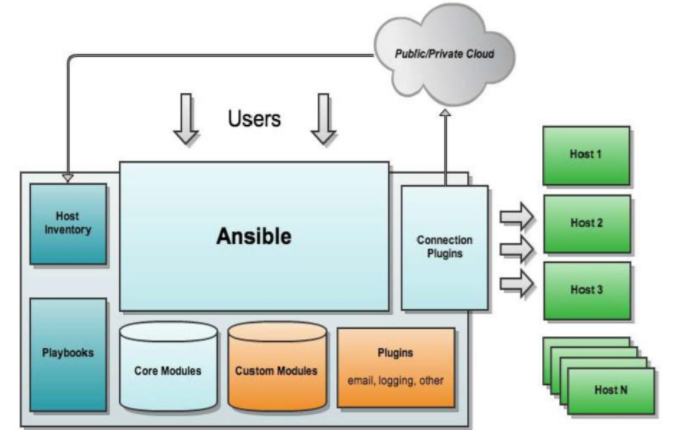 Public/Private Cloud
Users
Host
Inventory
Ansible
Connection
Plugins
Host 1
Host 2
Host 3
Host N
Playbooks
Core Modules
Custom Modules
Plugins
email, logging, other